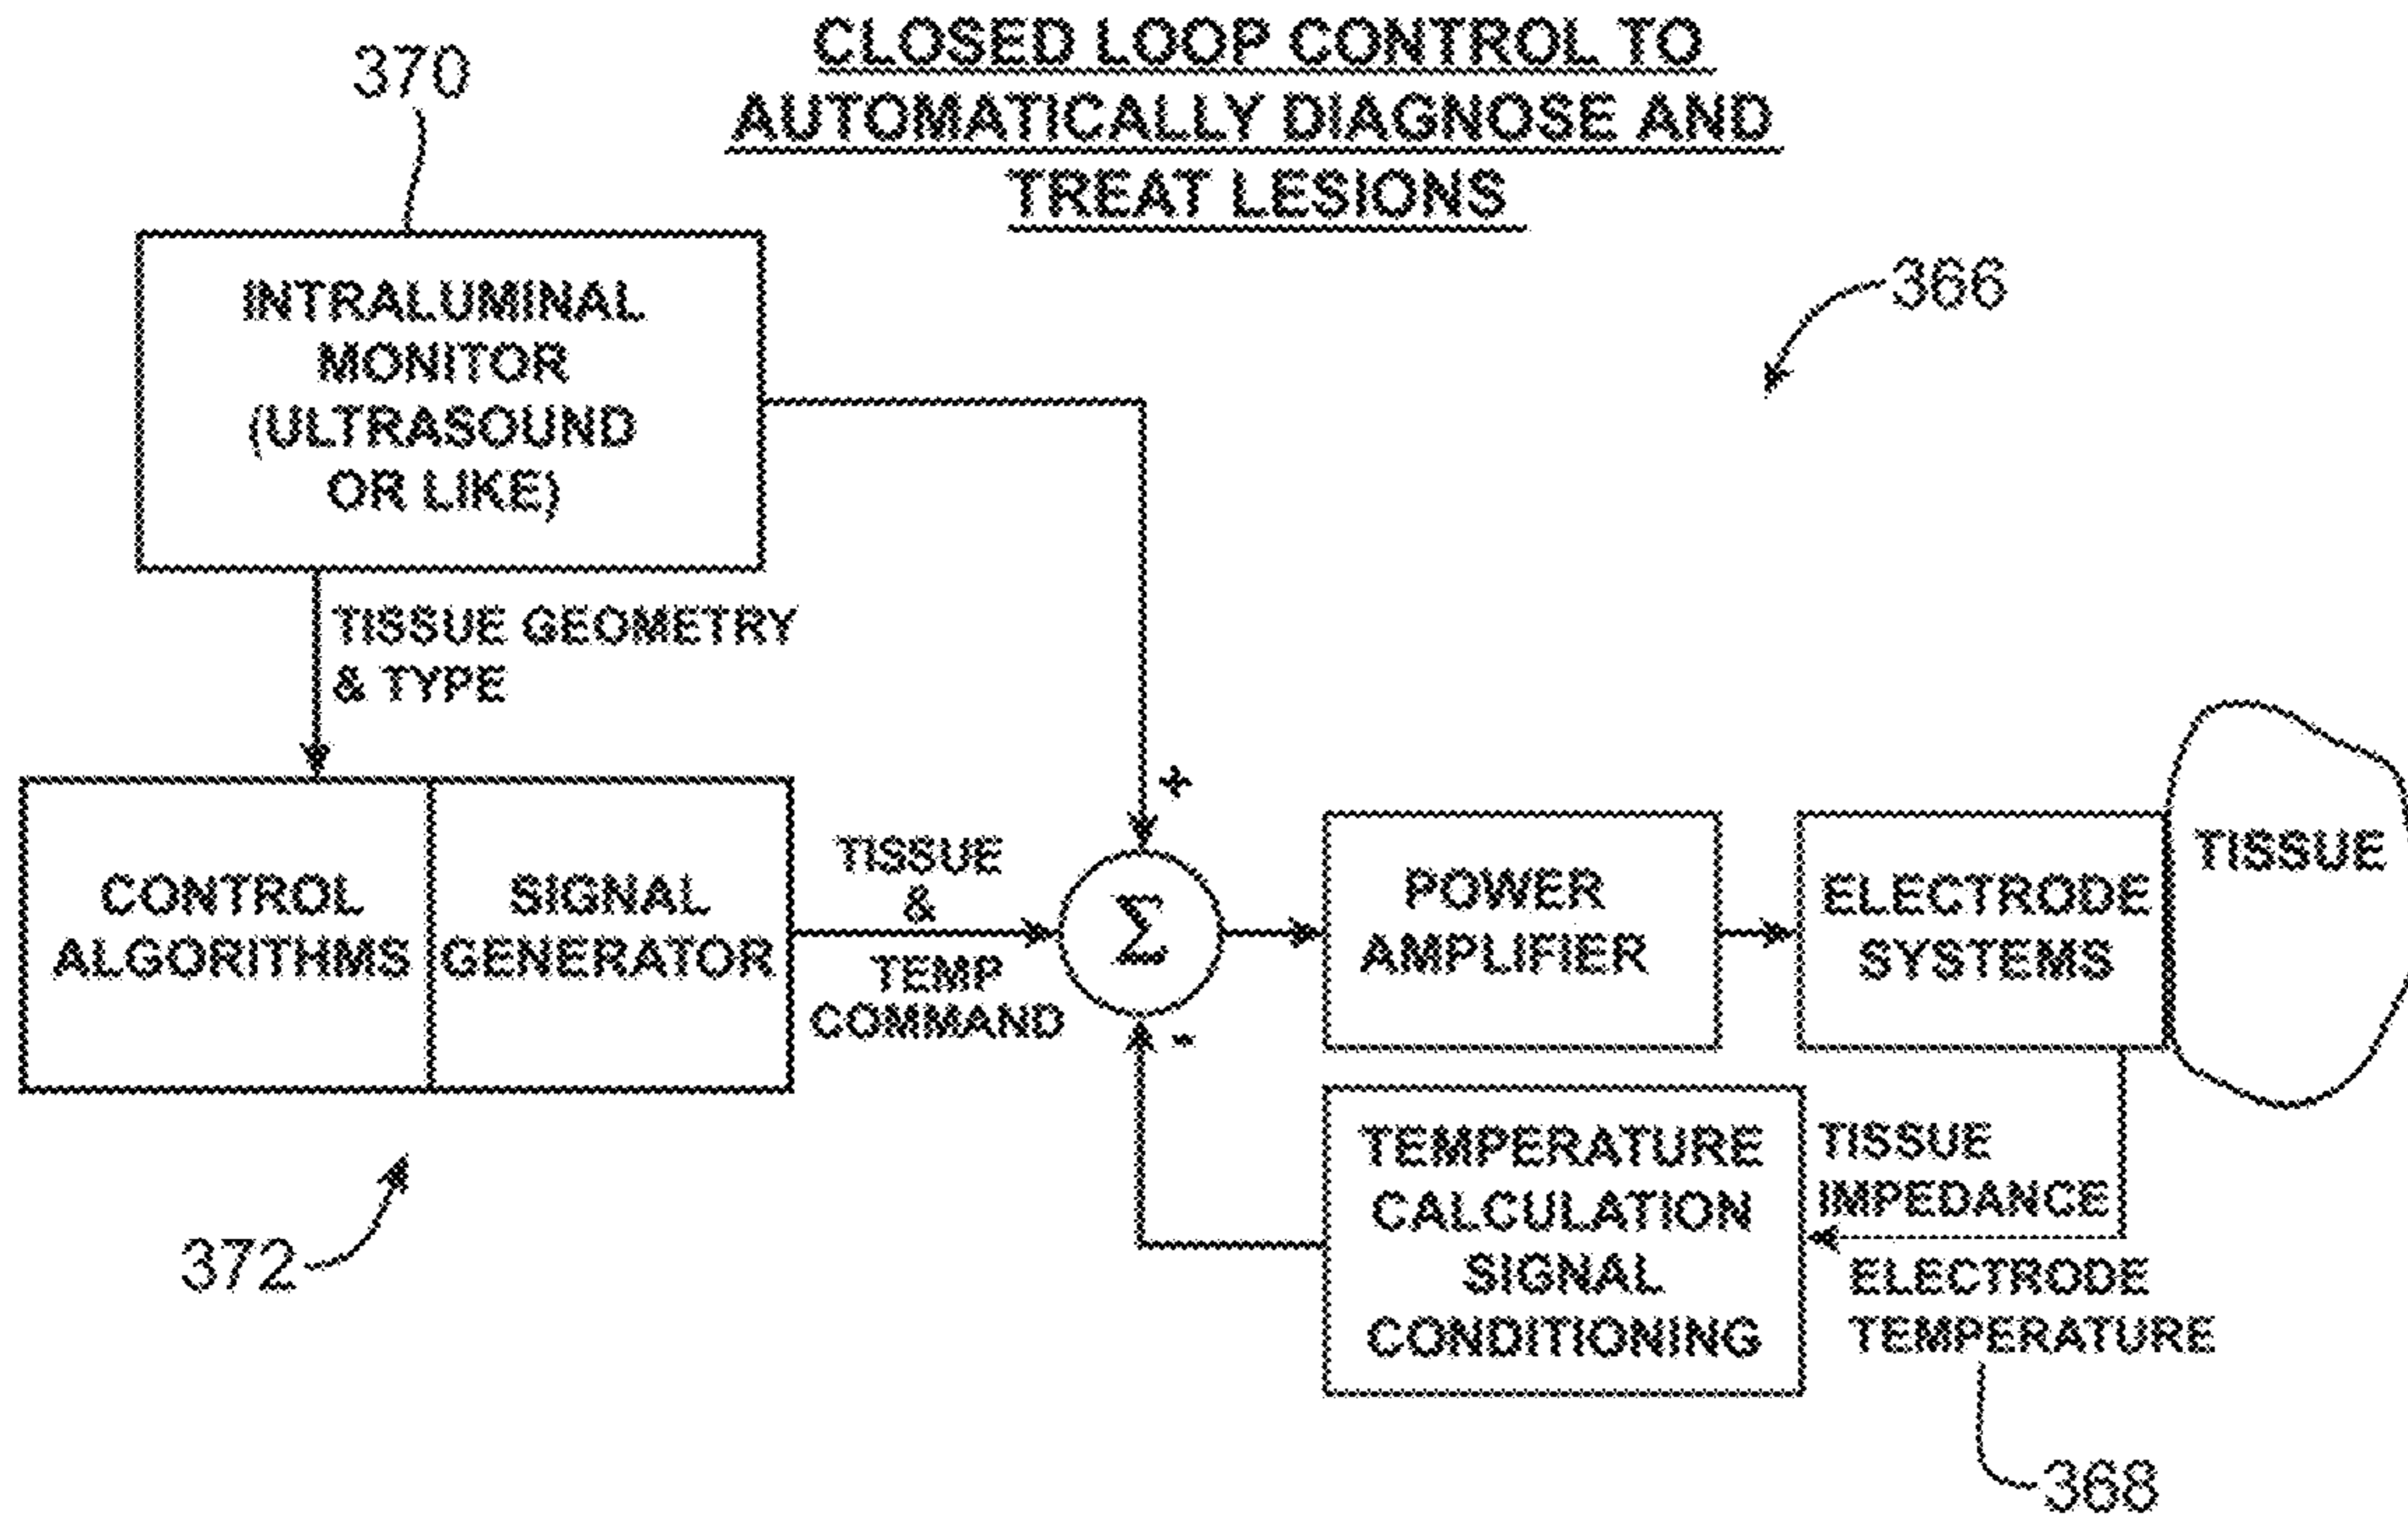 CLOSED LOOP CONTROL TO
AUTOMATICALLY DIAGNOSE AND
TREAT LESIONS
370
366
INTRALUMINAL
MONITOR
(ULTRASOUND
OR LIKE)
TISSUE GEOMETRY
& TYPE
+
CONTROL
ALGORITHMS
SIGNAL
GENERATOR
TISSUE
&
TEMP
COMMAND
Σ
-
POWER
AMPLIFIER
ELECTRODE
SYSTEMS
TISSUE
TEMPERATURE
CALCULATION
SIGNAL
CONDITIONING
TISSUE
IMPEDANCE
ELECTRODE
TEMPERATURE
372
368